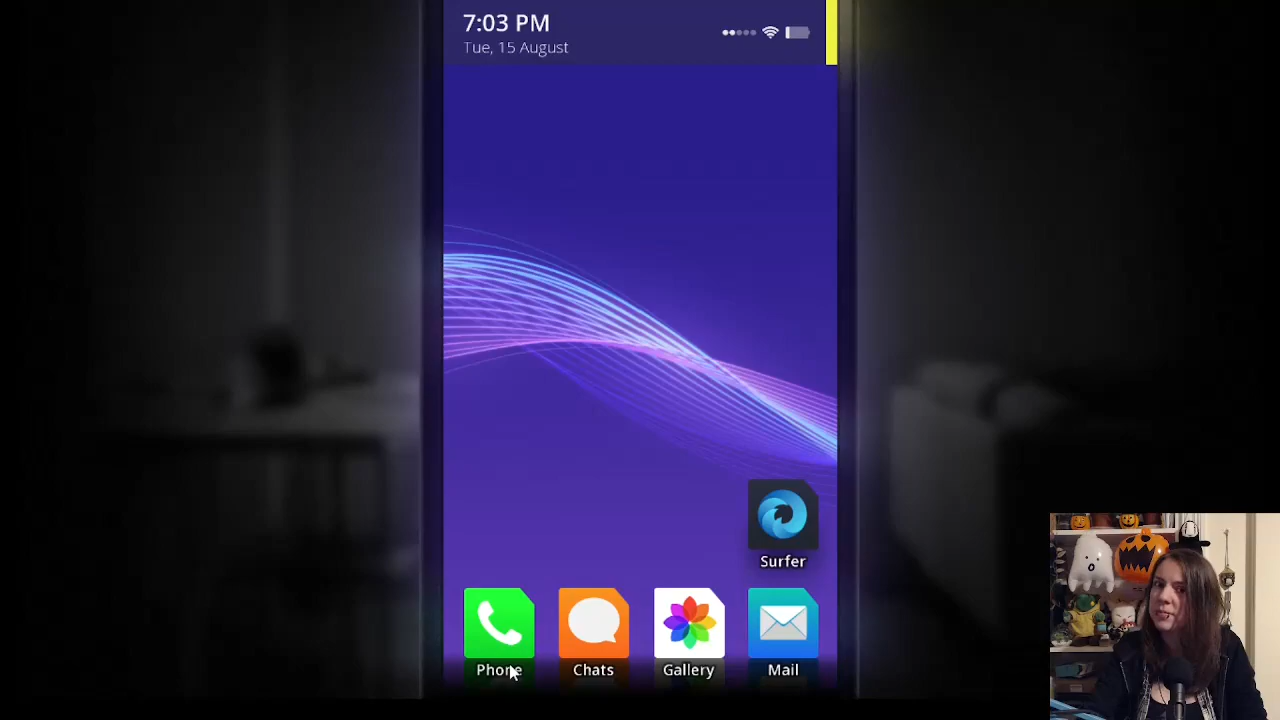 7:03 PM
Tue, 15 August
Surfer
Phone
Chats
Gallery
Mail